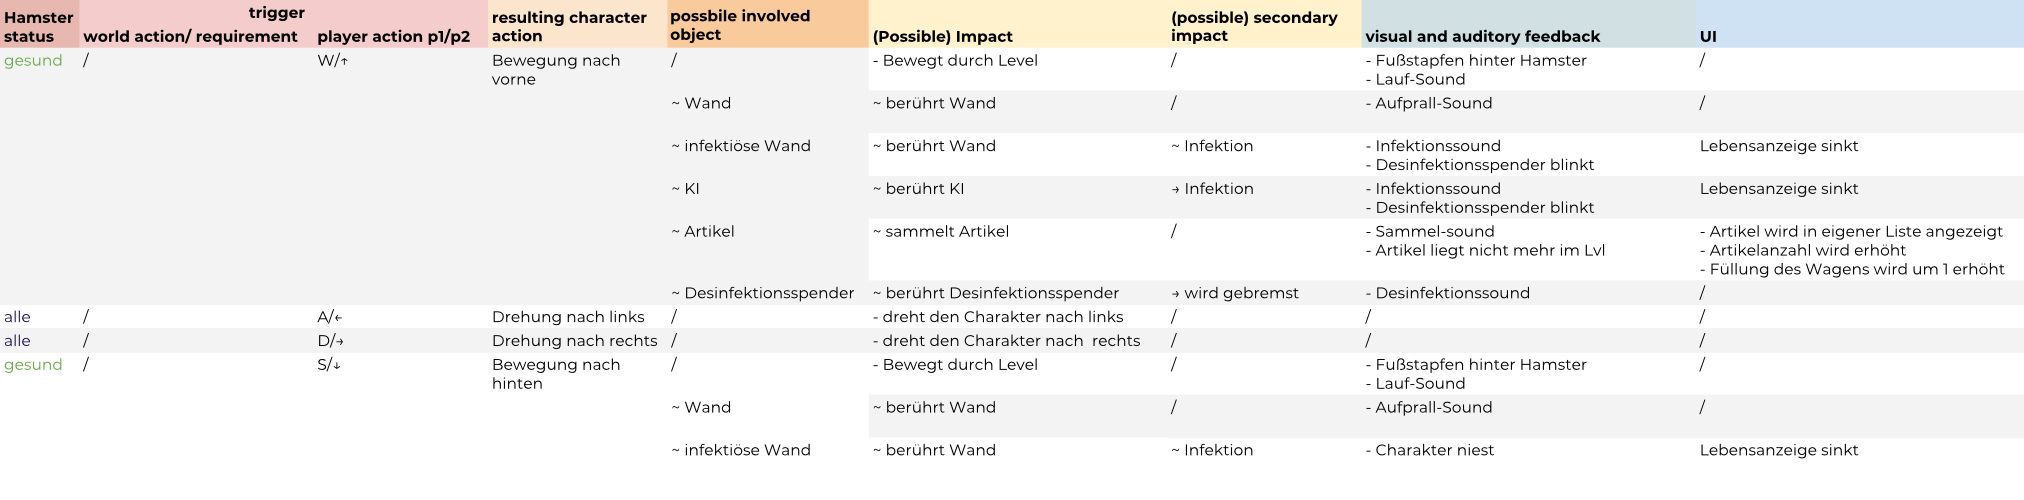 Hamster status | trigger | resulting character action | possbile involved object | (Possible) Impact | (possible) secondary impact | visual and auditory feedback | UI
world action/ requirement | player action p1/p2
gesund | / | W/↑ | Bewegung nach vorne | / | - Bewegt durch Level | / | - Fußstapfen hinter Hamster - Lauf-Sound | /
~ Wand | ~ berührt Wand | / | - Aufprall-Sound | /
~ infektiöse Wand | ~ berührt Wand | ~ Infektion | - Infektionssound - Desinfektionsspender blinkt | Lebensanzeige sinkt
~ KI | ~ berührt KI | → Infektion | - Infektionssound - Desinfektionsspender blinkt | Lebensanzeige sinkt
~ Artikel | ~ sammelt Artikel | / | - Sammel-sound - Artikel liegt nicht mehr im Lvl | - Artikel wird in eigener Liste angezeigt - Artikelanzahl wird erhöht - Füllung des Wagens wird um 1 erhöht
~ Desinfektionsspender | ~ berührt Desinfektionsspender | → wird gebremst | - Desinfektionssound | /
alle | / | A/← | Drehung nach links | / | - dreht den Charakter nach links | / | / | /
alle | / | D/→ | Drehung nach rechts | / | - dreht den Charakter nach  rechts | / | / | /
gesund | / | S/↓ | Bewegung nach hinten | / | - Bewegt durch Level | / | - Fußstapfen hinter Hamster - Lauf-Sound | /
~ Wand | ~ berührt Wand | / | - Aufprall-Sound | /
~ infektiöse Wand | ~ berührt Wand | ~ Infektion | - Charakter niest | Lebensanzeige sinkt